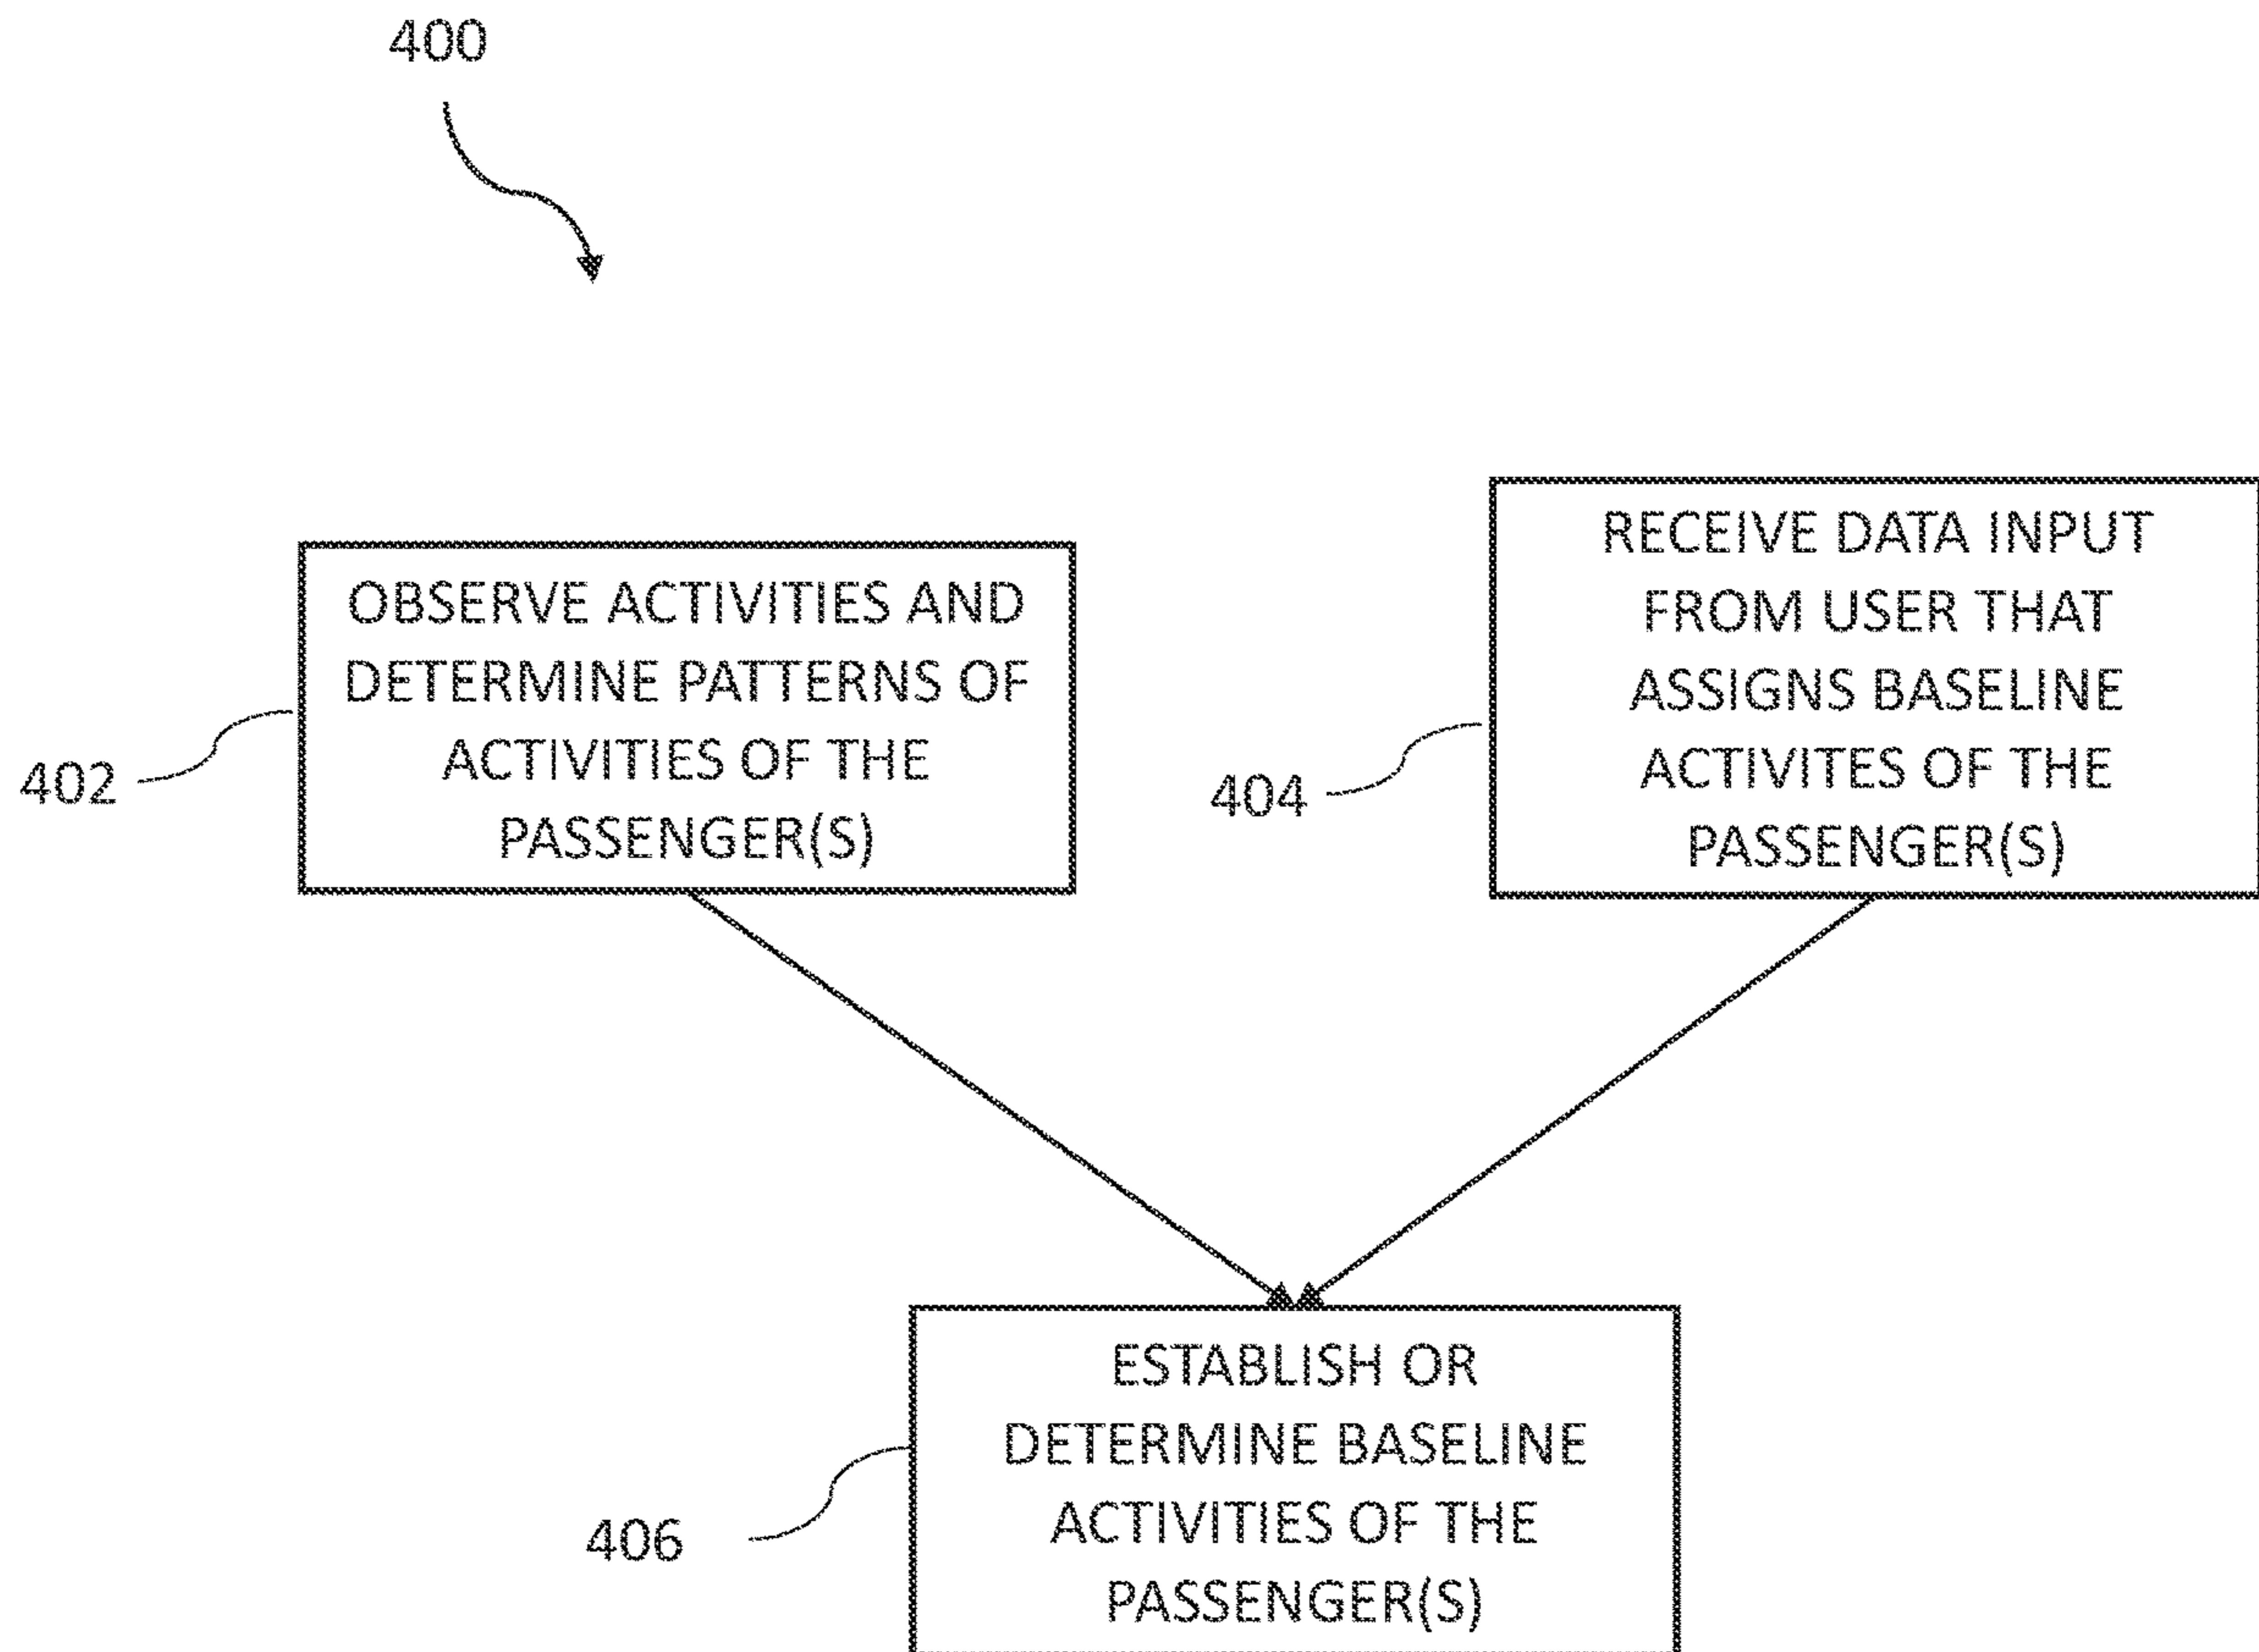 400
OBSERVE ACTIVITIES AND
DETERMINE PATTERNS OF
ACTIVITIES OF THE
PASSENGER(S)
402
RECEIVE DATA INPUT
FROM USER THAT
ASSIGNS BASELINE
ACTIVITES OF THE
PASSENGER(S)
404
ESTABLISH OR
DETERMINE BASELINE
ACTIVITIES OF THE
PASSENGER(S)
406